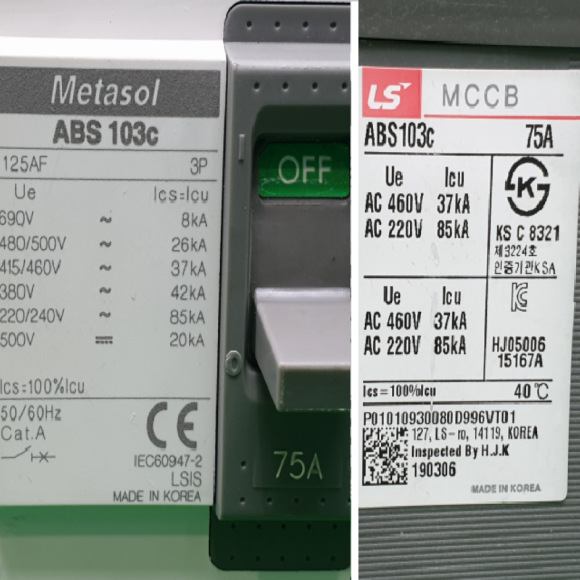 Metasol
ABS 103c
125AF 3P
Ue Ics=Icu
690V ~ 8kA
480/500V ~ 26kA
415/460V ~ 37kA
380V ~ 42kA
220/240V ~ 85kA
500V ⎓ 20kA
Ics=100%Icu
50/60Hz
Cat.A
CE
IEC60947-2
LSIS
MADE IN KOREA
OFF
75A
LS MCCB
ABS103c 75A
Ue Icu
AC 460V 37kA
AC 220V 85kA
KS C 8321
제3224호
인증기관KSA
Ue Icu
AC 460V 37kA
AC 220V 85kA
HJ05006
15167A
Ics=100%Icu 40℃
P01010930080D996VT01
127, LS-ro, 14119, KOREA
Inspected By H.J.K
190306
MADE IN KOREA